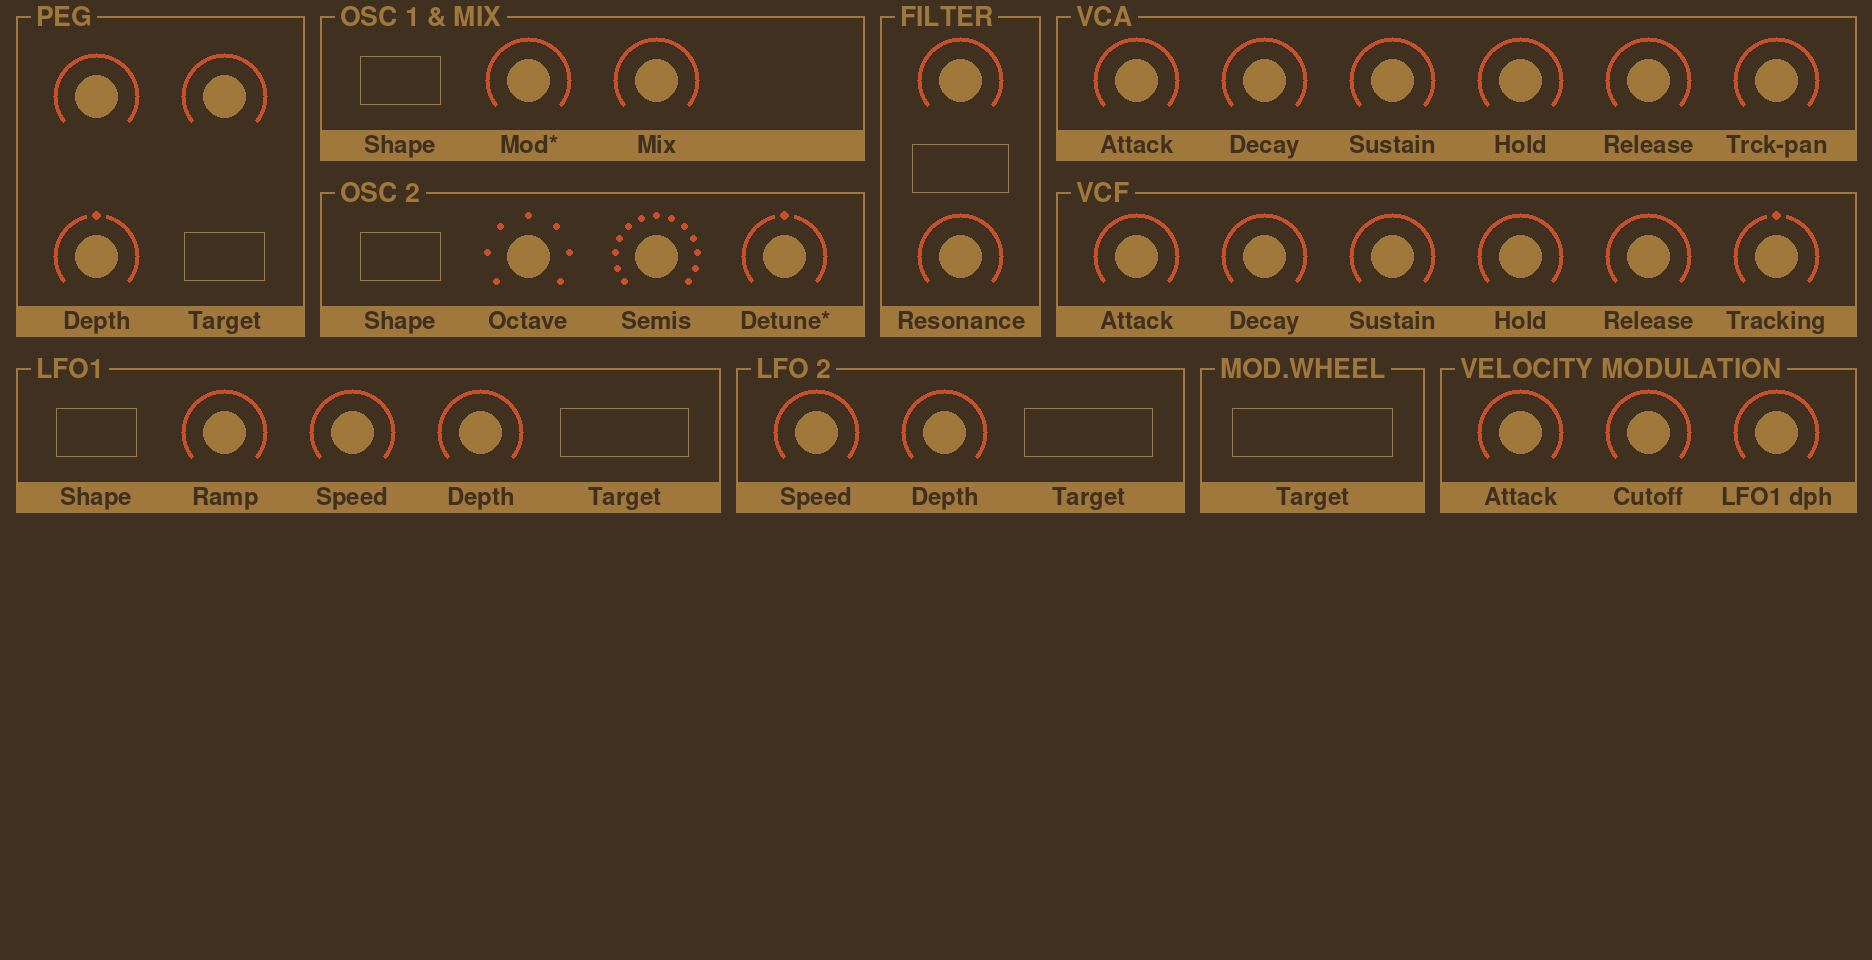 PEG
OSC 1 & MIX
FILTER
VCA
Shape Mod* Mix
Attack Decay Sustain Hold Release Trck-pan
OSC 2
VCF
Depth Target
Shape Octave Semis Detune*
Resonance
Attack Decay Sustain Hold Release Tracking
LFO1
LFO 2
MOD.WHEEL
VELOCITY MODULATION
Shape Ramp Speed Depth Target
Speed Depth Target
Target
Attack Cutoff LFO1 dph